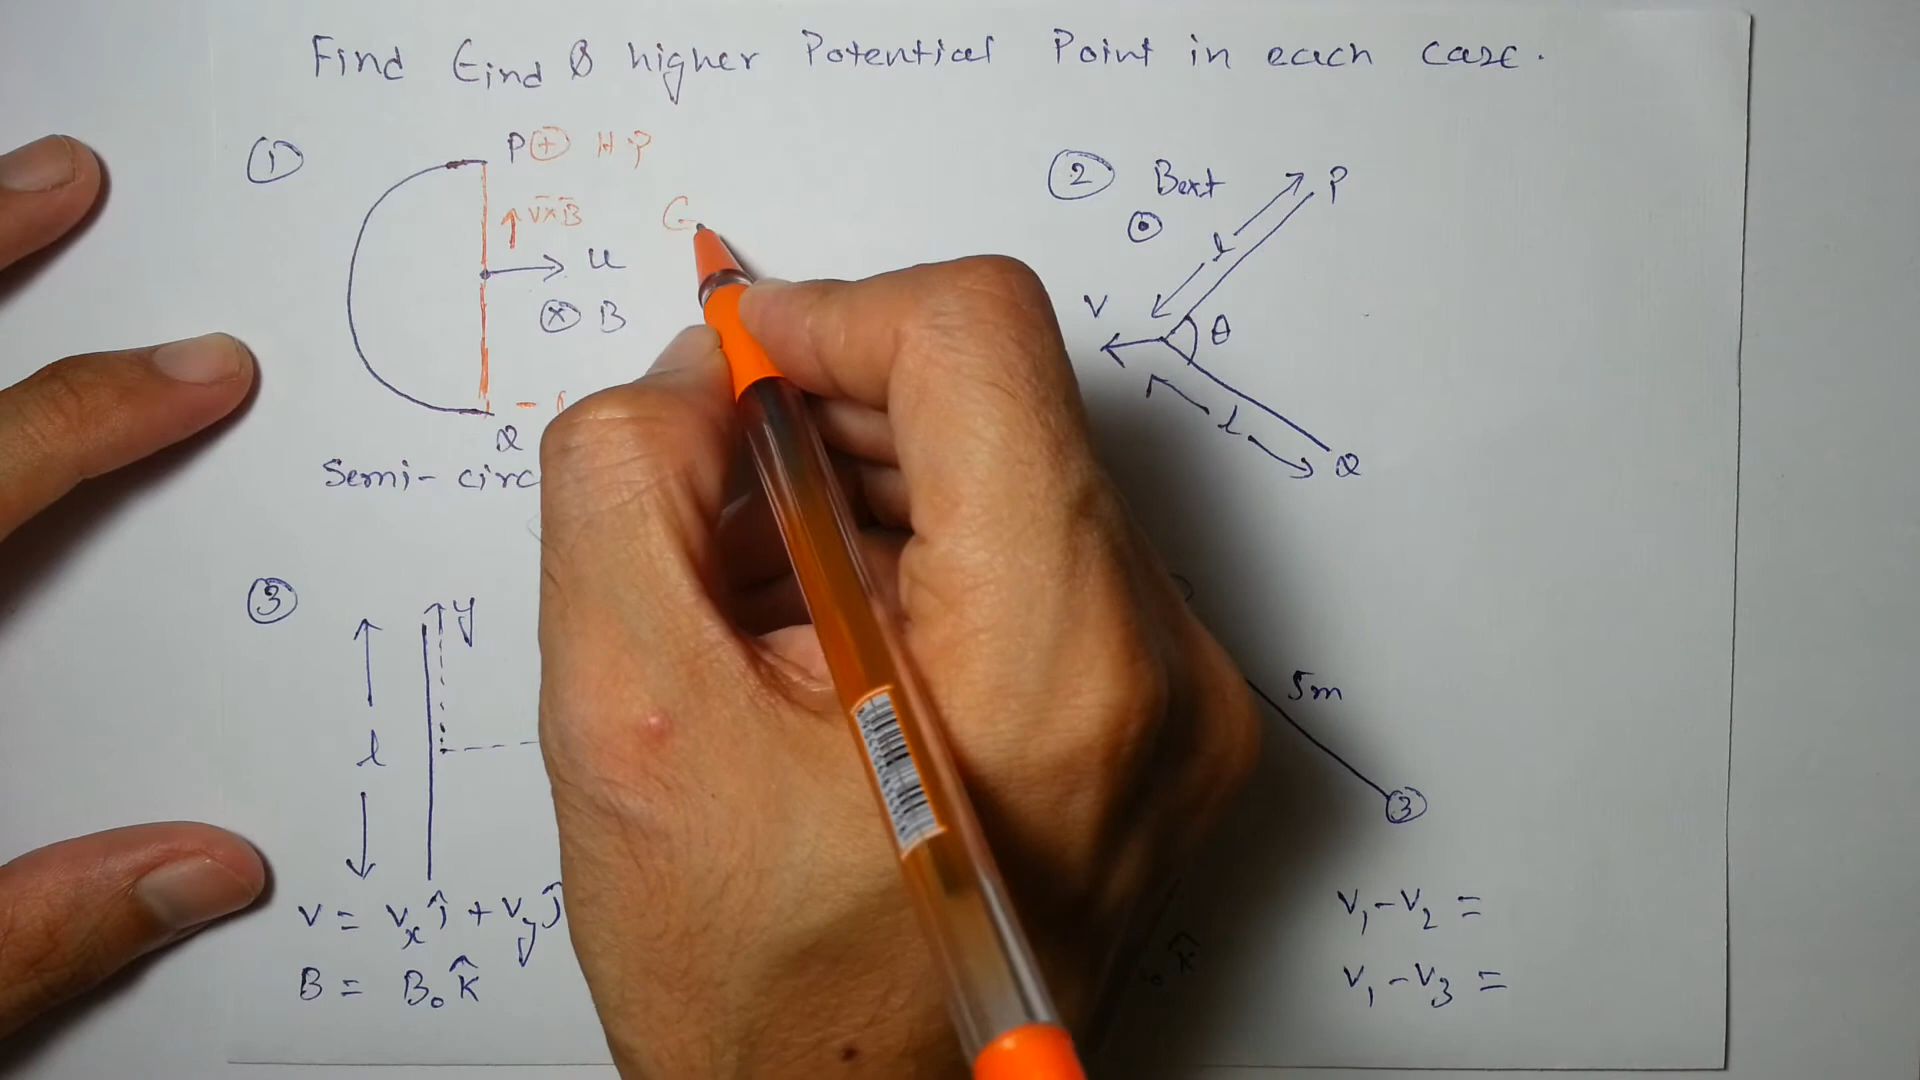 Find Eind & higher Potential Point in each case.
①
P ⊕ H.P
V̄×B̄
u
⊗ B
Q -
Semi-circ
G
②
Bext
⊙
P
l
V
θ
l
Q
③
y
l
V = Vx î + Vy ĵ
B = B₀ k̂
5m
③
k̂
V₁-V₂ =
V₁-V₃ =